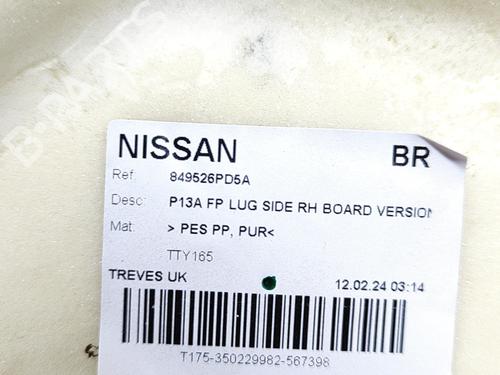 B-PARTS
NISSAN BR
Ref: 849526PD5A
Desc: P13A FP LUG SIDE RH BOARD VERSION
Mat: > PES PP, PUR<
TTY165
TREVES UK 12.02.24 03:14
T175-350229982-567398